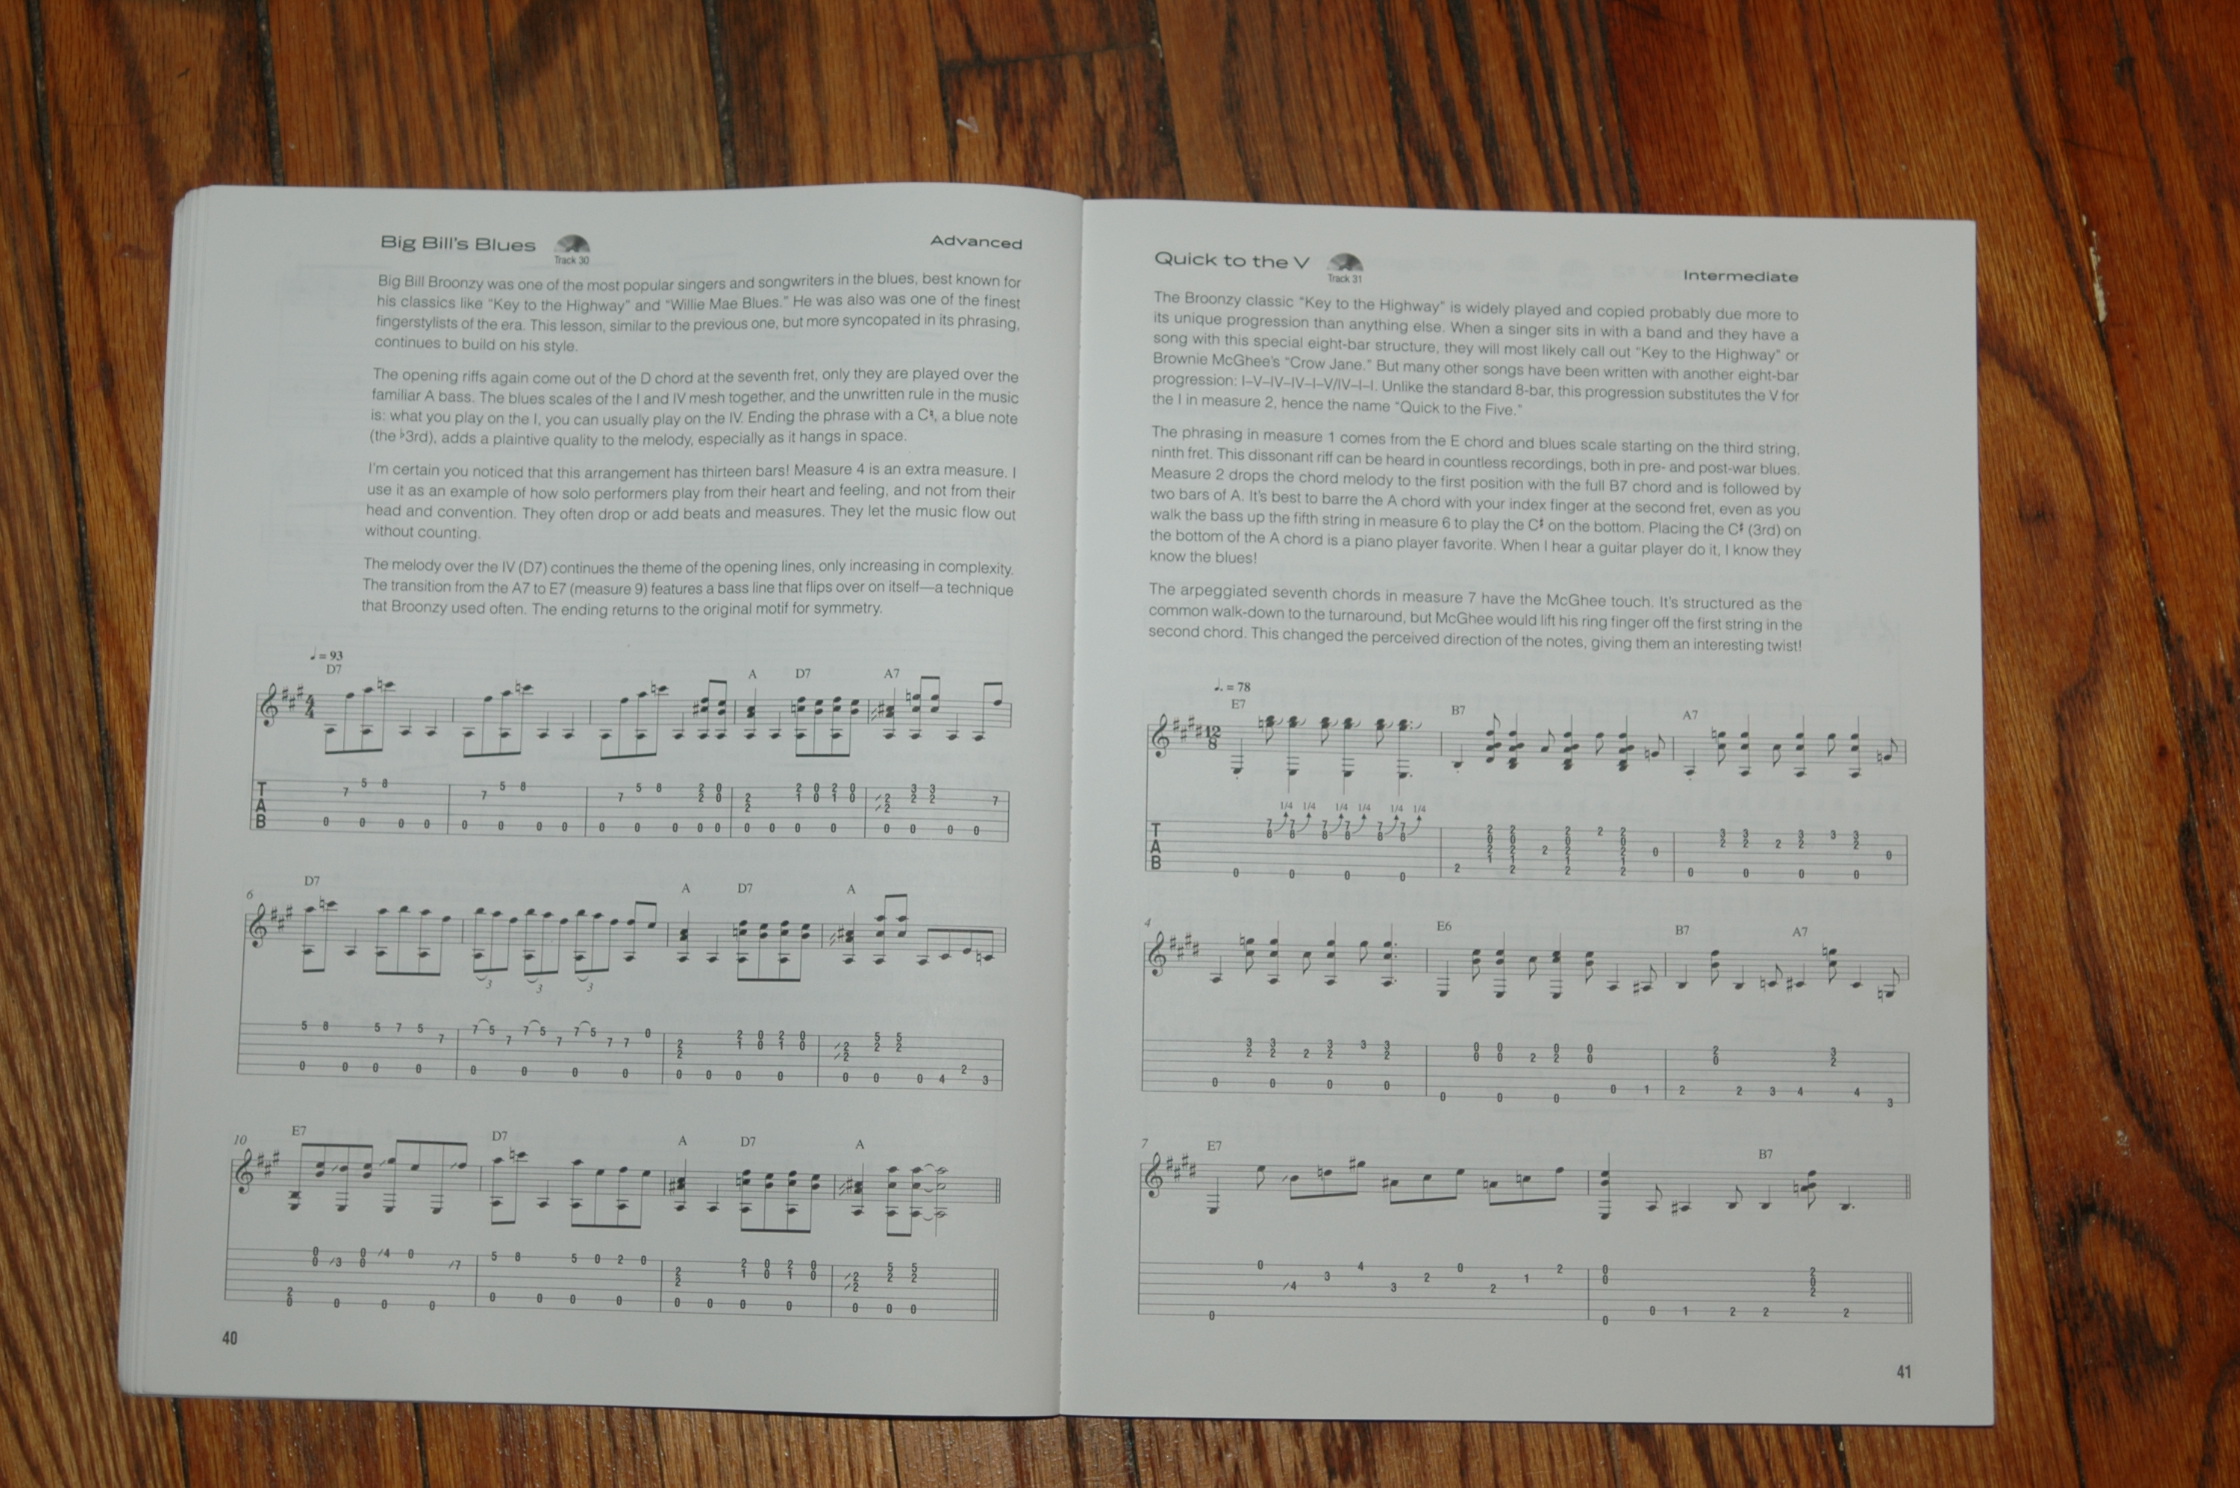 Big Bill's Blues
Track 30
Advanced
Big Bill Broonzy was one of the most popular singers and songwriters in the blues, best known for
his classics like “Key to the Highway” and “Willie Mae Blues.” He was also was one of the finest
fingerstylists of the era. This lesson, similar to the previous one, but more syncopated in its phrasing,
continues to build on his style.
The opening riffs again come out of the D chord at the seventh fret, only they are played over the
familiar A bass. The blues scales of the I and IV mesh together, and the unwritten rule in the music
is: what you play on the I, you can usually play on the IV. Ending the phrase with a C♮, a blue note
(the ♭3rd), adds a plaintive quality to the melody, especially as it hangs in space.
I'm certain you noticed that this arrangement has thirteen bars! Measure 4 is an extra measure. I
use it as an example of how solo performers play from their heart and feeling, and not from their
head and convention. They often drop or add beats and measures. They let the music flow out
without counting.
The melody over the IV (D7) continues the theme of the opening lines, only increasing in complexity.
The transition from the A7 to E7 (measure 9) features a bass line that flips over on itself—a technique
that Broonzy used often. The ending returns to the original motif for symmetry.
♩ = 93
D7 A D7 A7
6
D7 A D7 A
10
E7 D7 A D7 A
40
Quick to the V
Track 31
Intermediate
The Broonzy classic “Key to the Highway” is widely played and copied probably due more to
its unique progression than anything else. When a singer sits in with a band and they have a
song with this special eight-bar structure, they will most likely call out “Key to the Highway” or
Brownie McGhee's “Crow Jane.” But many other songs have been written with another eight-bar
progression: I–V–IV–IV–I–V/IV–I–I. Unlike the standard 8-bar, this progression substitutes the V for
the I in measure 2, hence the name “Quick to the Five.”
The phrasing in measure 1 comes from the E chord and blues scale starting on the third string,
ninth fret. This dissonant riff can be heard in countless recordings, both in pre- and post-war blues.
Measure 2 drops the chord melody to the first position with the full B7 chord and is followed by
two bars of A. It's best to barre the A chord with your index finger at the second fret, even as you
walk the bass up the fifth string in measure 6 to play the C♯ on the bottom. Placing the C♯ (3rd) on
the bottom of the A chord is a piano player favorite. When I hear a guitar player do it, I know they
know the blues!
The arpeggiated seventh chords in measure 7 have the McGhee touch. It's structured as the
common walk-down to the turnaround, but McGhee would lift his ring finger off the first string in the
second chord. This changed the perceived direction of the notes, giving them an interesting twist!
♩. = 78
E7 B7 A7
1/4 1/4 1/4 1/4 1/4 1/4
4
E6 B7 A7
7
E7 B7
41